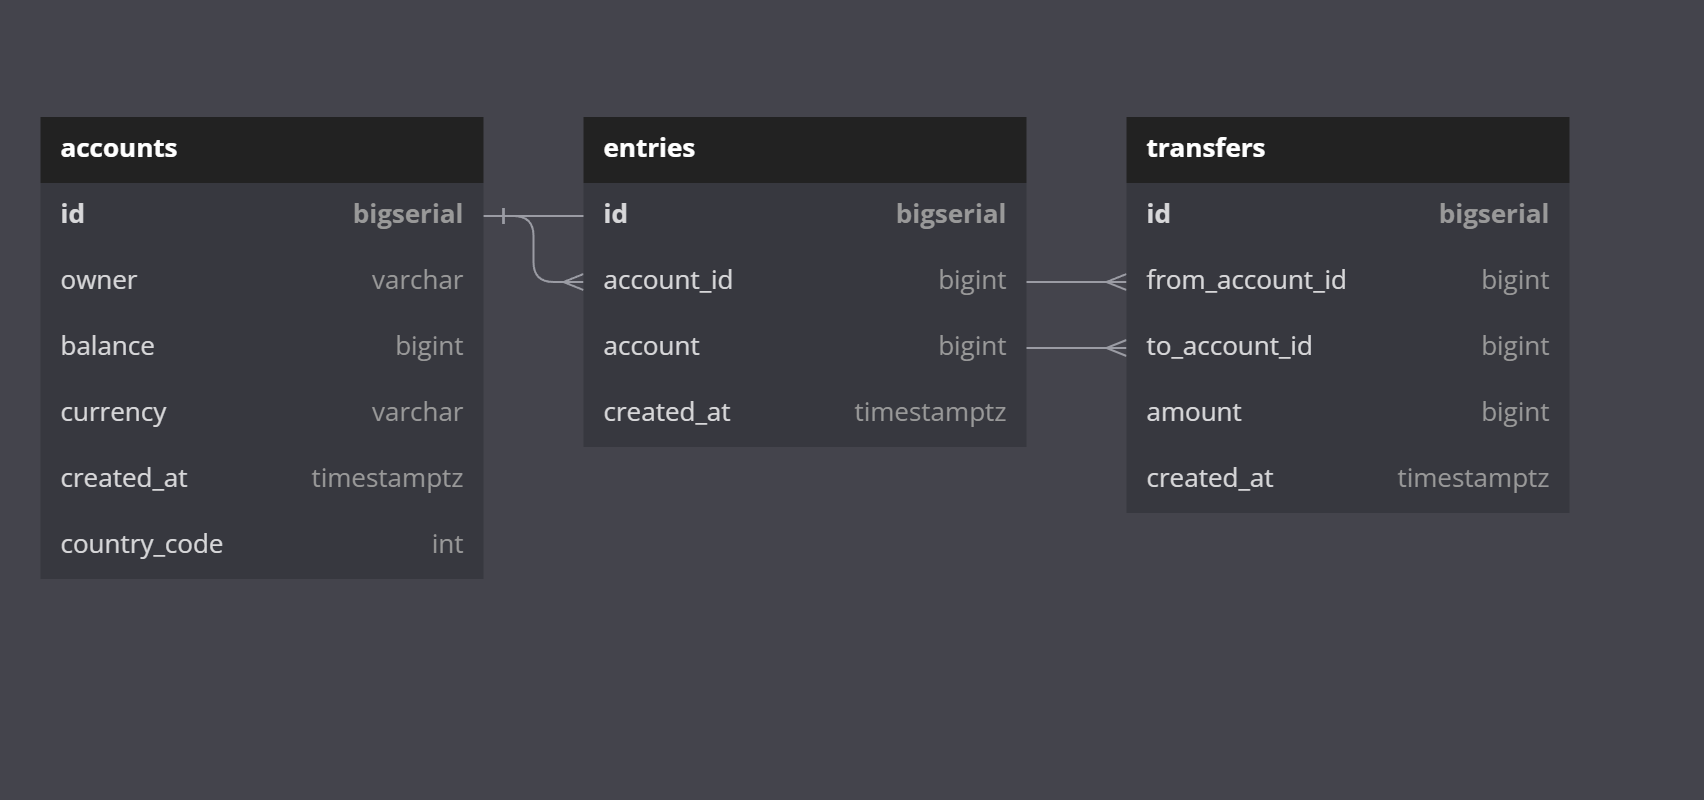 accounts
id bigserial
owner varchar
balance bigint
currency varchar
created_at timestamptz
country_code int
entries
id bigserial
account_id bigint
account bigint
created_at timestamptz
transfers
id bigserial
from_account_id bigint
to_account_id bigint
amount bigint
created_at timestamptz